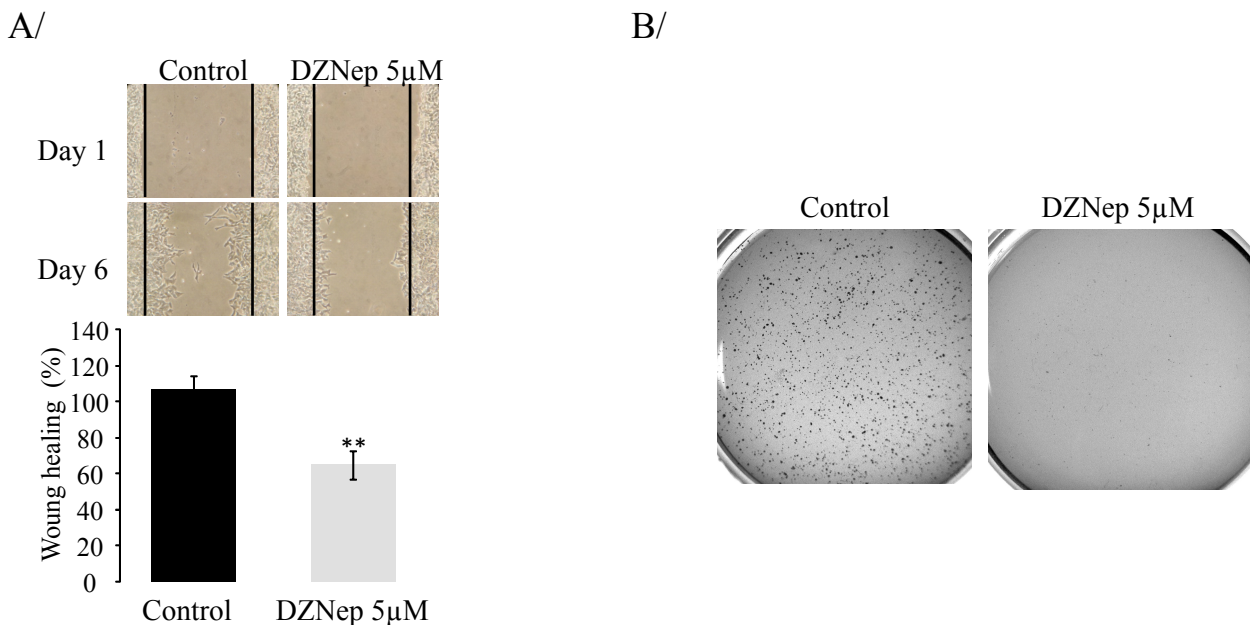 A/
Control DZNep 5µM
Day 1
Day 6
Woung healing (%)
140
120
100
80
60
40
20
0
**
Control DZNep 5µM
B/
Control DZNep 5µM